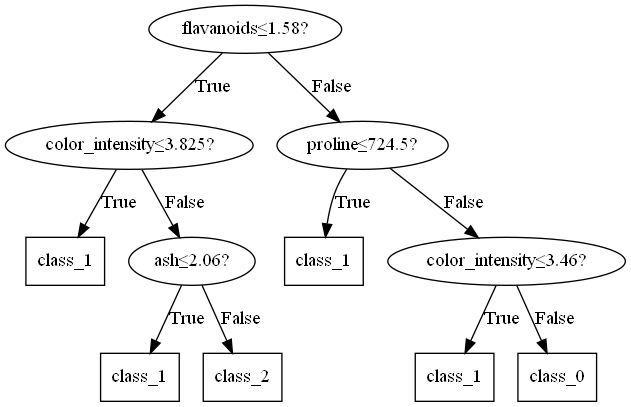 flavanoids≤1.58?
True
False
color_intensity≤3.825?
proline≤724.5?
True
False
True
False
class_1
ash≤2.06?
class_1
color_intensity≤3.46?
True
False
True
False
class_1
class_2
class_1
class_0